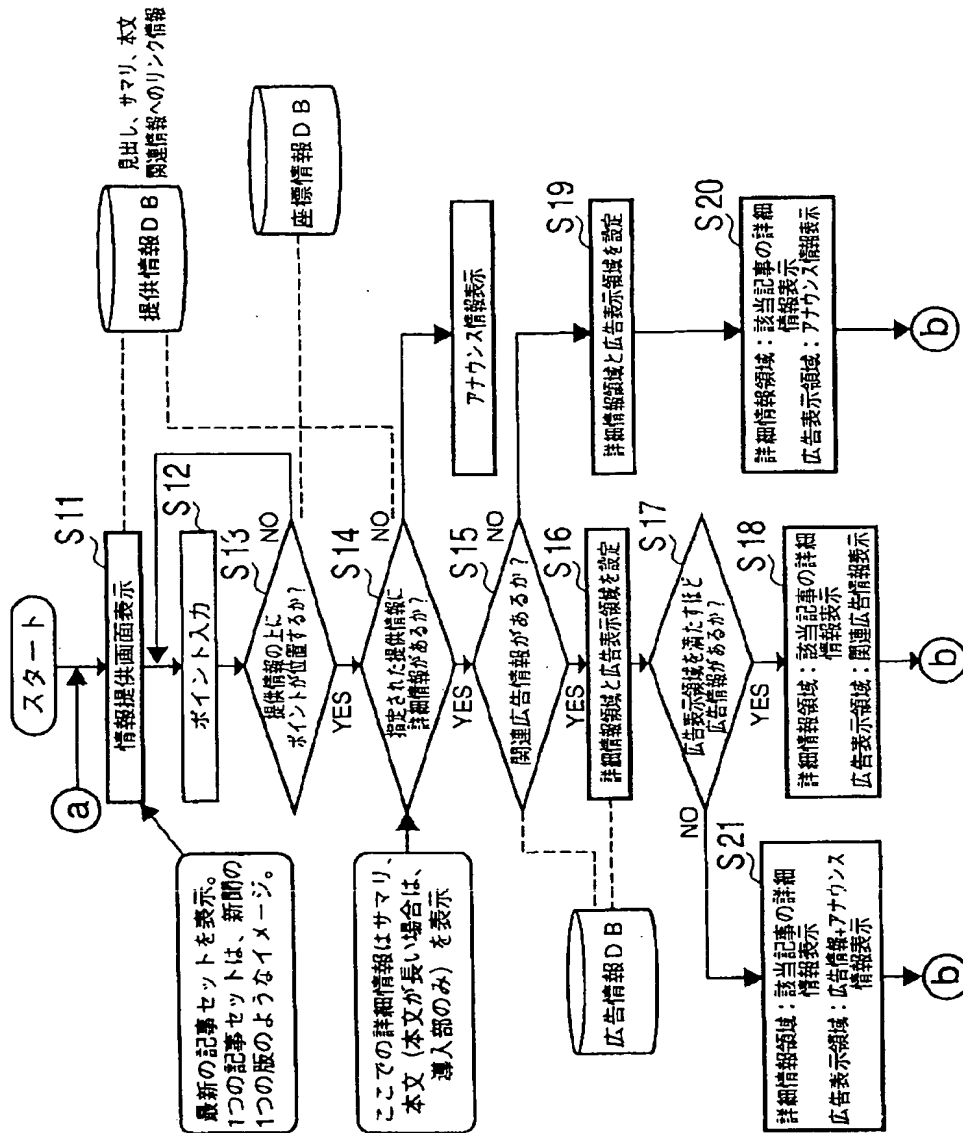 スタート
a
S11
情報提供画面表示
提供情報DB
見出し、サマリ、本文
関連情報へのリンク情報
最新の記事セットを表示。
1つの記事セットは、新聞の
1つの版のようなイメージ。
S12
ポイント入力
座標情報DB
S13
提供情報の上に
ポイントが位置するか?
NO
YES
S14
指定された提供情報に
詳細情報があるか?
NO
YES
ここでの詳細情報はサマリ、
本文(本文が長い場合は、
導入部のみ)を表示
アナウンス情報表示
S15
関連広告情報があるか?
NO
YES
広告情報DB
S16
詳細情報領域と広告表示領域を設定
S19
詳細情報領域と広告表示領域を設定
S17
広告表示領域を満たすほど
広告情報があるか?
NO
YES
S21
詳細情報領域:該当記事の詳細
情報表示
広告表示領域:広告情報+アナウンス
情報表示
S18
詳細情報領域:該当記事の詳細
情報表示
広告表示領域:関連広告情報表示
S20
詳細情報領域:該当記事の詳細
情報表示
広告表示領域:アナウンス情報表示
b
b
b